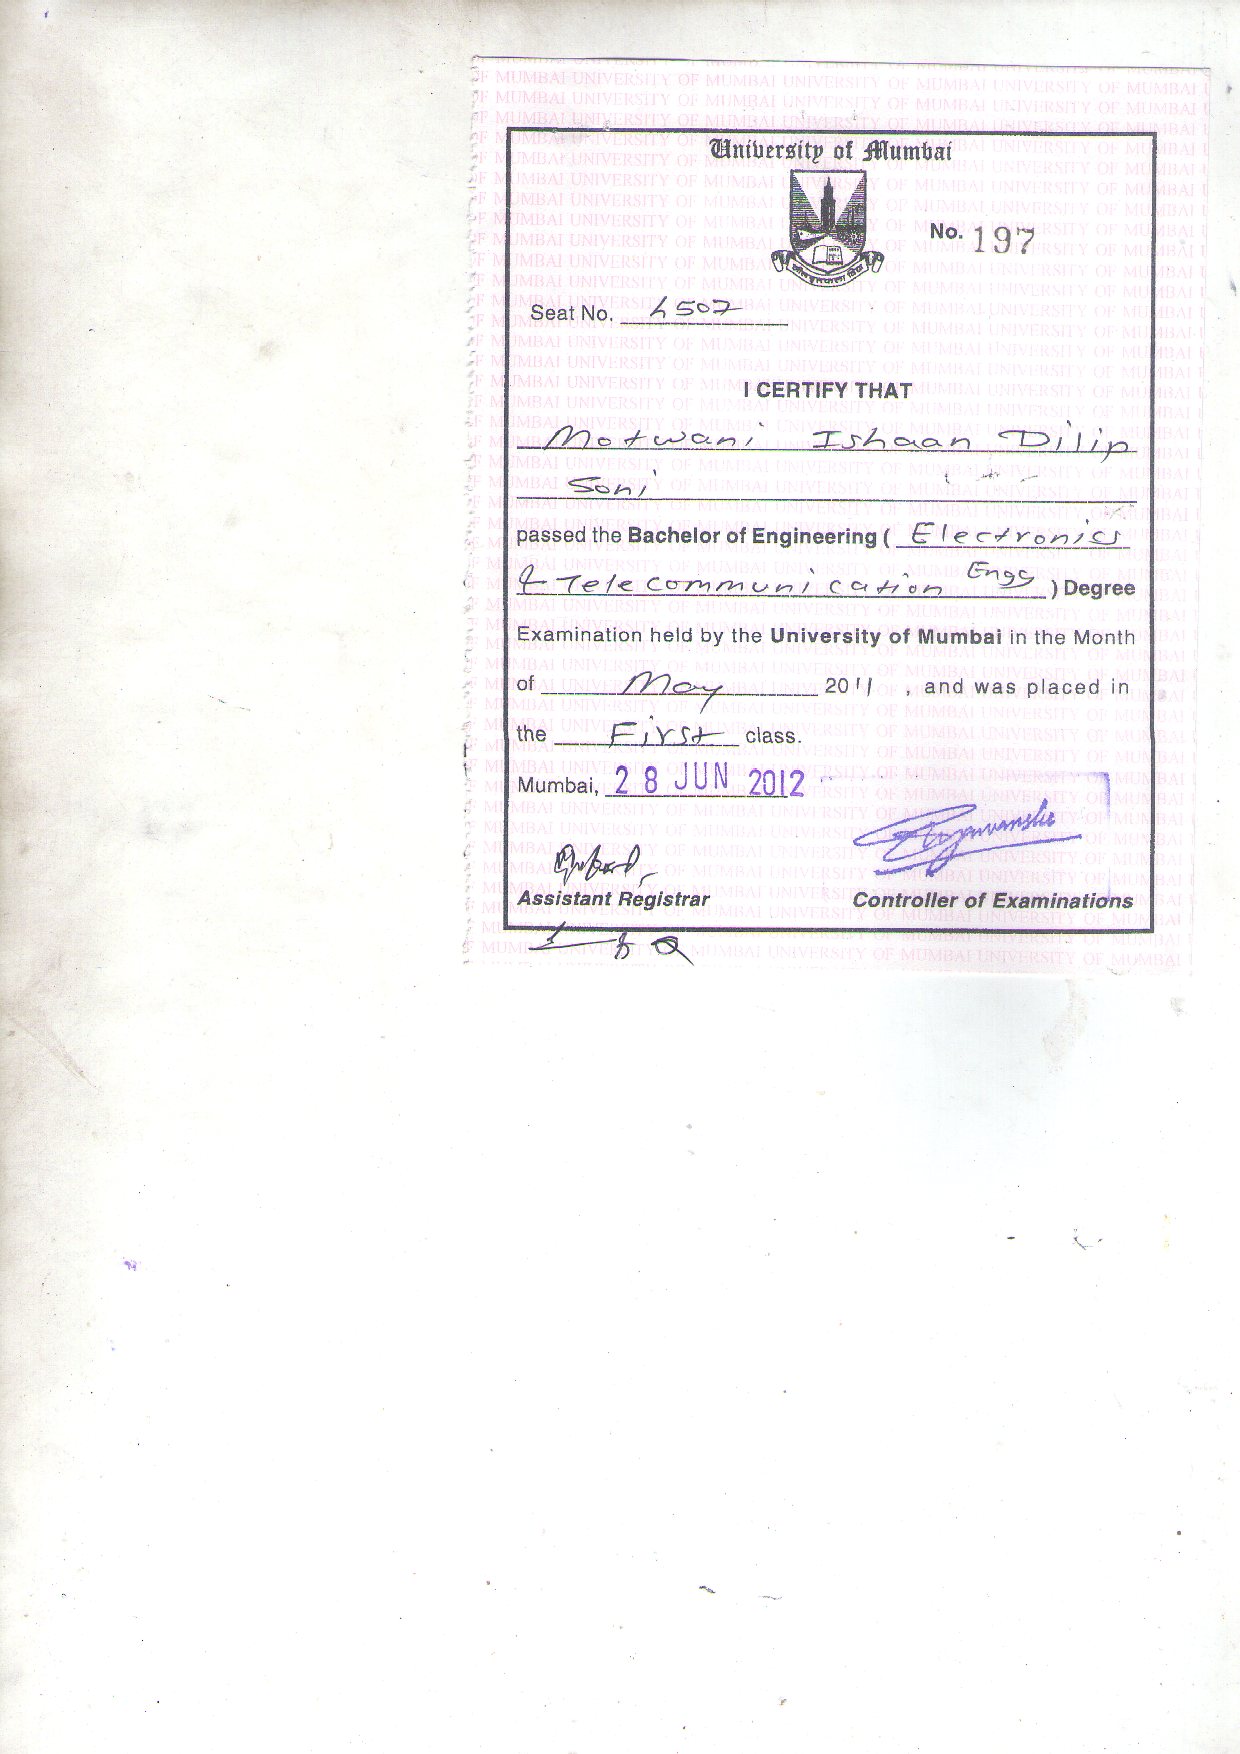 University of Mumbai
No. 197
Seat No. 4507
I CERTIFY THAT
Motwani Ishaan Dilip
Soni
passed the Bachelor of Engineering ( Electronics
& Telecommunication Engg ) Degree
Examination held by the University of Mumbai in the Month
of May 2011 , and was placed in
the First class.
Mumbai, 28 JUN 2012
Assistant Registrar Controller of Examinations